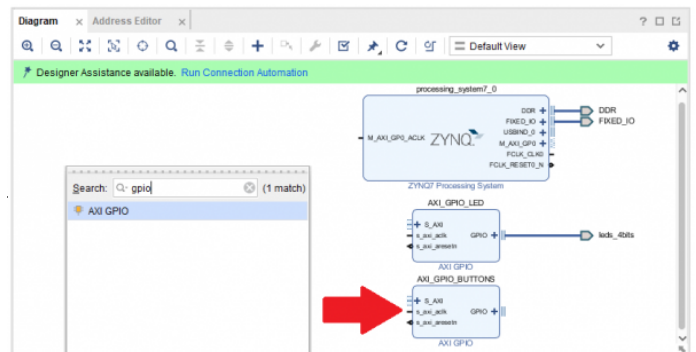 Diagram
Address Editor
Default View
Designer Assistance available. Run Connection Automation
processing_system7_0
M_AXI_GP0_ACLK
ZYNQ
DDR
FIXED_IO
USBIND_0
M_AXI_GP0
FCLK_CLK0
FCLK_RESET0_N
DDR
FIXED_IO
ZYNQ7 Processing System
Search: gpio (1 match)
AXI GPIO
AXI_GPIO_LED
S_AXI
s_axi_aclk
s_axi_aresetn
GPIO
leds_4bits
AXI GPIO
AXI_GPIO_BUTTONS
S_AXI
s_axi_aclk
s_axi_aresetn
GPIO
AXI GPIO